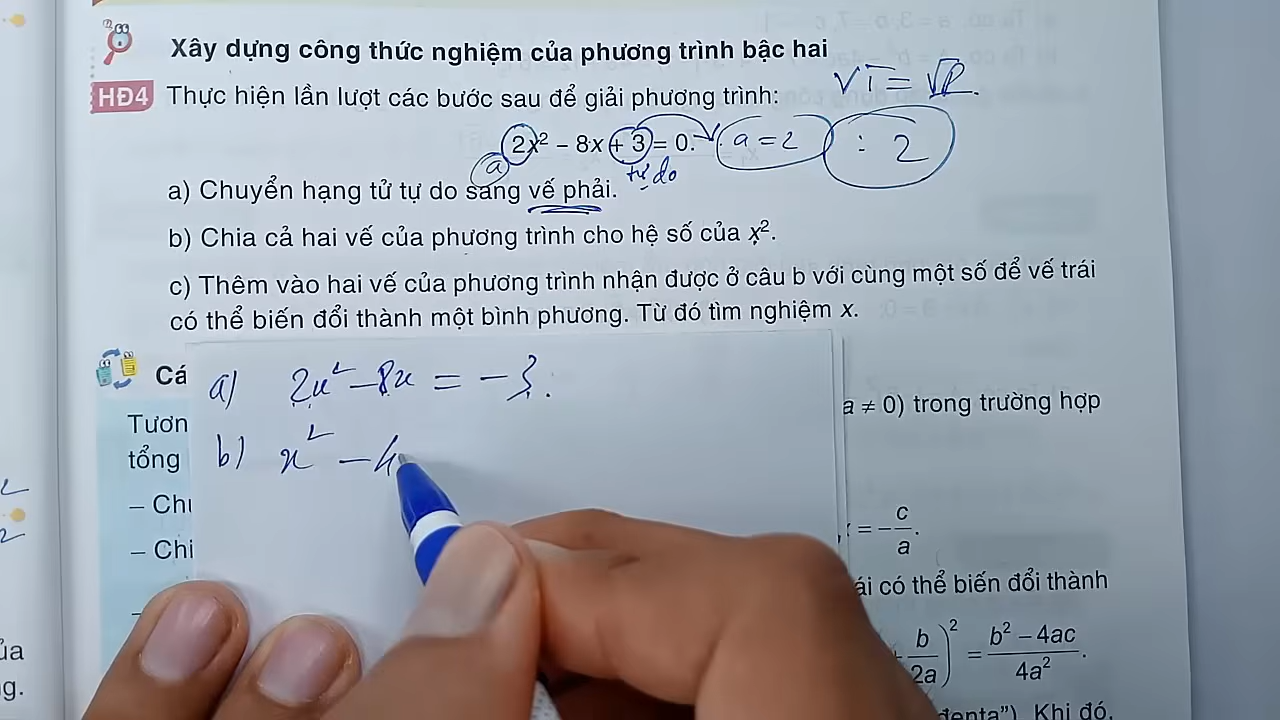 Xây dựng công thức nghiệm của phương trình bậc hai
VT = VP.
HĐ4 Thực hiện lần lượt các bước sau để giải phương trình:
2x² – 8x + 3 = 0. a = 2 : 2
a tự do
a) Chuyển hạng tử tự do sang vế phải.
b) Chia cả hai vế của phương trình cho hệ số của x².
c) Thêm vào hai vế của phương trình nhận được ở câu b với cùng một số để vế trái
có thể biến đổi thành một bình phương. Từ đó tìm nghiệm x.
Cá
a) 2x² – 8x = – 3.
Tươn
a ≠ 0) trong trường hợp
b) x² – 4
tổng
– Chu
= – c/a.
– Chi
ái có thể biến đổi thành
b/2a)² = b² – 4ac/4a².
ủa
g.
denta”). Khi đó,